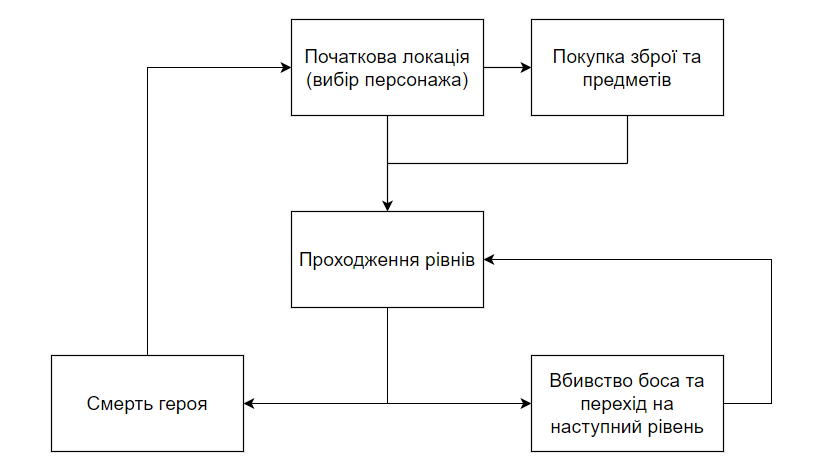 Початкова локація
(вибір персонажа)
Покупка зброї та
предметів
Проходження рівнів
Смерть героя
Вбивство боса та
перехід на
наступний рівень